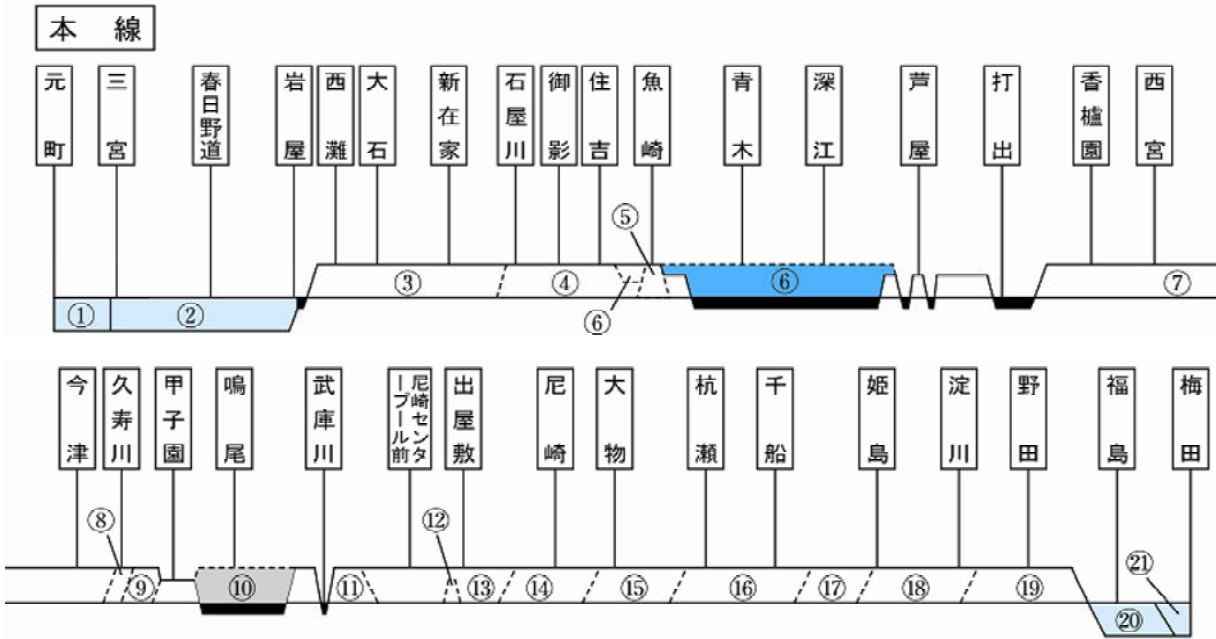 本線
元町
三宮
春日野道
岩屋
西灘
大石
新在家
石屋川
御影
住吉
魚崎
青木
深江
芦屋
打出
香櫨園
西宮
⑤
③
④
⑥
⑦
①
②
⑥
今津
久寿川
甲子園
鳴尾
武庫川
尼崎センタープール前
出屋敷
尼崎
大物
杭瀬
千船
姫島
淀川
野田
福島
梅田
⑧
⑫
⑨
⑩
⑪
⑬
⑭
⑮
⑯
⑰
⑱
⑲
㉑
⑳